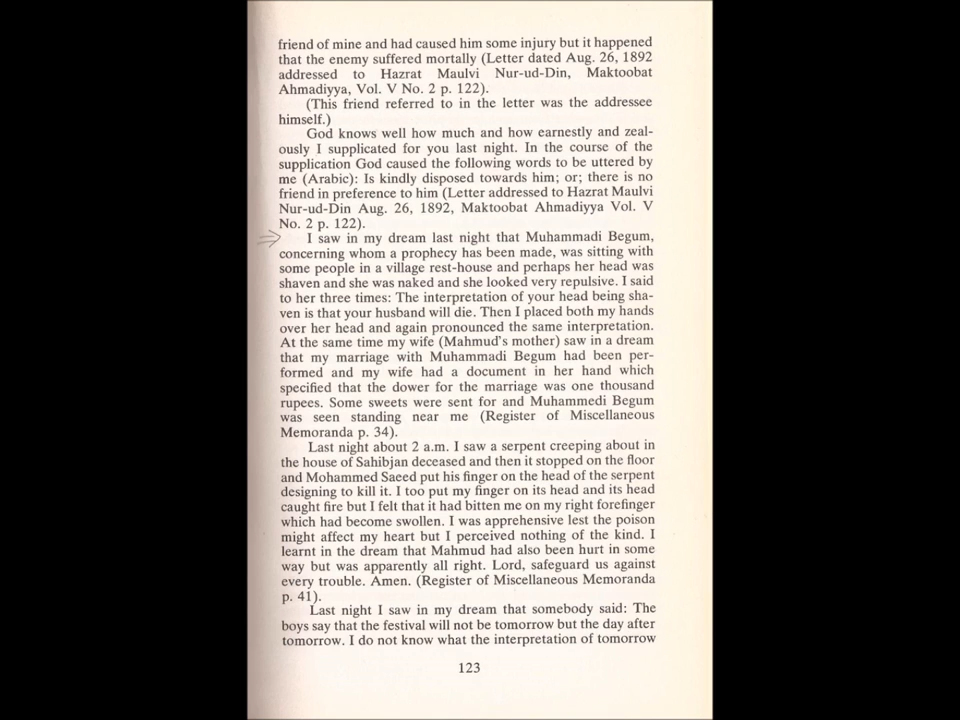 friend of mine and had caused him some injury but it happened
that the enemy suffered mortally (Letter dated Aug. 26, 1892
addressed to Hazrat Maulvi Nur-ud-Din, Maktoobat
Ahmadiyya, Vol. V No. 2 p. 122).
(This friend referred to in the letter was the addressee
himself.)
God knows well how much and how earnestly and zeal-
ously I supplicated for you last night. In the course of the
supplication God caused the following words to be uttered by
me (Arabic): Is kindly disposed towards him; or; there is no
friend in preference to him (Letter addressed to Hazrat Maulvi
Nur-ud-Din Aug. 26, 1892, Maktoobat Ahmadiyya Vol. V
No. 2 p. 122).
I saw in my dream last night that Muhammadi Begum,
concerning whom a prophecy has been made, was sitting with
some people in a village rest-house and perhaps her head was
shaven and she was naked and she looked very repulsive. I said
to her three times: The interpretation of your head being sha-
ven is that your husband will die. Then I placed both my hands
over her head and again pronounced the same interpretation.
At the same time my wife (Mahmud's mother) saw in a dream
that my marriage with Muhammadi Begum had been per-
formed and my wife had a document in her hand which
specified that the dower for the marriage was one thousand
rupees. Some sweets were sent for and Muhammedi Begum
was seen standing near me (Register of Miscellaneous
Memoranda p. 34).
Last night about 2 a.m. I saw a serpent creeping about in
the house of Sahibjan deceased and then it stopped on the floor
and Mohammed Saeed put his finger on the head of the serpent
designing to kill it. I too put my finger on its head and its head
caught fire but I felt that it had bitten me on my right forefinger
which had become swollen. I was apprehensive lest the poison
might affect my heart but I perceived nothing of the kind. I
learnt in the dream that Mahmud had also been hurt in some
way but was apparently all right. Lord, safeguard us against
every trouble. Amen. (Register of Miscellaneous Memoranda
p. 41).
Last night I saw in my dream that somebody said: The
boys say that the festival will not be tomorrow but the day after
tomorrow. I do not know what the interpretation of tomorrow
123